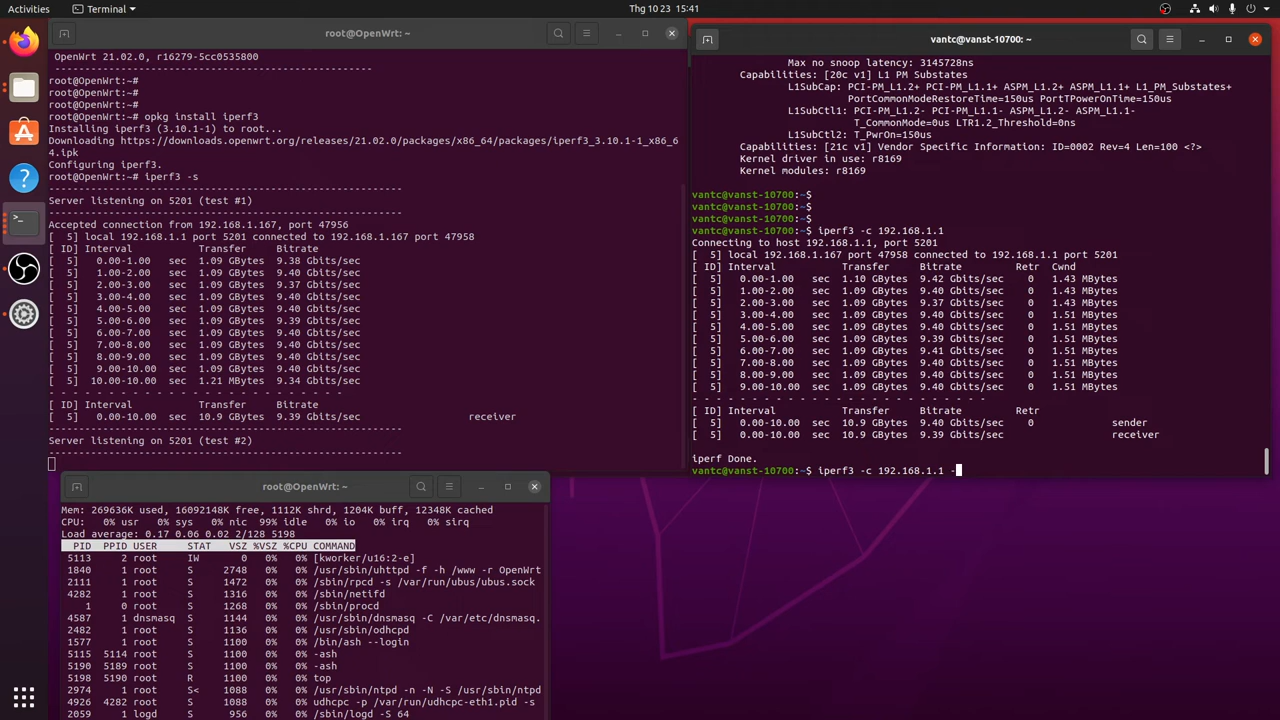 Activities
Terminal
Thg 10 23 15:41
root@OpenWrt: ~
OpenWrt 21.02.0, r16279-5cc0535800
-----------------------------------------------------
root@OpenWrt:~#
root@OpenWrt:~#
root@OpenWrt:~#
root@OpenWrt:~# opkg install iperf3
Installing iperf3 (3.10.1-1) to root...
Downloading https://downloads.openwrt.org/releases/21.02.0/packages/x86_64/packages/iperf3_3.10.1-1_x86_6
4.ipk
Configuring iperf3.
root@OpenWrt:~# iperf3 -s
-----------------------------------------------------------
Server listening on 5201 (test #1)
-----------------------------------------------------------
Accepted connection from 192.168.1.167, port 47956
[  5] local 192.168.1.1 port 5201 connected to 192.168.1.167 port 47958
[ ID] Interval           Transfer     Bitrate
[  5]   0.00-1.00   sec  1.09 GBytes  9.38 Gbits/sec
[  5]   1.00-2.00   sec  1.09 GBytes  9.40 Gbits/sec
[  5]   2.00-3.00   sec  1.09 GBytes  9.37 Gbits/sec
[  5]   3.00-4.00   sec  1.09 GBytes  9.40 Gbits/sec
[  5]   4.00-5.00   sec  1.09 GBytes  9.40 Gbits/sec
[  5]   5.00-6.00   sec  1.09 GBytes  9.39 Gbits/sec
[  5]   6.00-7.00   sec  1.09 GBytes  9.40 Gbits/sec
[  5]   7.00-8.00   sec  1.09 GBytes  9.40 Gbits/sec
[  5]   8.00-9.00   sec  1.09 GBytes  9.40 Gbits/sec
[  5]   9.00-10.00  sec  1.09 GBytes  9.40 Gbits/sec
[  5]  10.00-10.00  sec  1.21 MBytes  9.34 Gbits/sec
- - - - - - - - - - - - - - - - - - - - - - - - -
[ ID] Interval           Transfer     Bitrate
[  5]   0.00-10.00  sec  10.9 GBytes  9.39 Gbits/sec                  receiver
-----------------------------------------------------------
Server listening on 5201 (test #2)
-----------------------------------------------------------
vantc@vanst-10700: ~
Max no snoop latency: 3145728ns
Capabilities: [20c v1] L1 PM Substates
L1SubCap: PCI-PM_L1.2+ PCI-PM_L1.1+ ASPM_L1.2+ ASPM_L1.1+ L1_PM_Substates+
PortCommonModeRestoreTime=150us PortTPowerOnTime=150us
L1SubCtl1: PCI-PM_L1.2- PCI-PM_L1.1- ASPM_L1.2- ASPM_L1.1-
T_CommonMode=0us LTR1.2_Threshold=0ns
L1SubCtl2: T_PwrOn=150us
Capabilities: [21c v1] Vendor Specific Information: ID=0002 Rev=4 Len=100 <?>
Kernel driver in use: r8169
Kernel modules: r8169
vantc@vanst-10700:~$
vantc@vanst-10700:~$
vantc@vanst-10700:~$
vantc@vanst-10700:~$ iperf3 -c 192.168.1.1
Connecting to host 192.168.1.1, port 5201
[  5] local 192.168.1.167 port 47958 connected to 192.168.1.1 port 5201
[ ID] Interval           Transfer     Bitrate         Retr  Cwnd
[  5]   0.00-1.00   sec  1.10 GBytes  9.42 Gbits/sec    0   1.43 MBytes
[  5]   1.00-2.00   sec  1.09 GBytes  9.40 Gbits/sec    0   1.43 MBytes
[  5]   2.00-3.00   sec  1.09 GBytes  9.37 Gbits/sec    0   1.43 MBytes
[  5]   3.00-4.00   sec  1.09 GBytes  9.40 Gbits/sec    0   1.51 MBytes
[  5]   4.00-5.00   sec  1.09 GBytes  9.40 Gbits/sec    0   1.51 MBytes
[  5]   5.00-6.00   sec  1.09 GBytes  9.39 Gbits/sec    0   1.51 MBytes
[  5]   6.00-7.00   sec  1.09 GBytes  9.41 Gbits/sec    0   1.51 MBytes
[  5]   7.00-8.00   sec  1.09 GBytes  9.40 Gbits/sec    0   1.51 MBytes
[  5]   8.00-9.00   sec  1.09 GBytes  9.40 Gbits/sec    0   1.51 MBytes
[  5]   9.00-10.00  sec  1.09 GBytes  9.40 Gbits/sec    0   1.51 MBytes
- - - - - - - - - - - - - - - - - - - - - - - - -
[ ID] Interval           Transfer     Bitrate         Retr
[  5]   0.00-10.00  sec  10.9 GBytes  9.40 Gbits/sec    0             sender
[  5]   0.00-10.00  sec  10.9 GBytes  9.39 Gbits/sec                  receiver
iperf Done.
vantc@vanst-10700:~$ iperf3 -c 192.168.1.1 -
root@OpenWrt: ~
Mem: 269636K used, 16092148K free, 1112K shrd, 1204K buff, 12348K cached
CPU:   0% usr   0% sys   0% nic  99% idle   0% io   0% irq   0% sirq
Load average: 0.17 0.06 0.02 2/128 5198
PID  PPID USER     STAT   VSZ %VSZ %CPU COMMAND
5113     2 root     IW       0   0%   0% [kworker/u16:2-e]
1840     1 root     S     2748   0%   0% /usr/sbin/uhttpd -f -h /www -r OpenWrt
2111     1 root     S     1472   0%   0% /sbin/rpcd -s /var/run/ubus/ubus.sock
4282     1 root     S     1316   0%   0% /sbin/netifd
1     0 root     S     1268   0%   0% /sbin/procd
4587     1 dnsmasq  S     1144   0%   0% /usr/sbin/dnsmasq -C /var/etc/dnsmasq.
2482     1 root     S     1136   0%   0% /usr/sbin/odhcpd
1577     1 root     S     1100   0%   0% /bin/ash --login
5115  5114 root     S     1100   0%   0% -ash
5190  5189 root     S     1100   0%   0% -ash
5198  5190 root     R     1100   0%   0% top
2974     1 root     S<    1088   0%   0% /usr/sbin/ntpd -n -N -S /usr/sbin/ntpd
4926  4282 root     S     1088   0%   0% udhcpc -p /var/run/udhcpc-eth1.pid -s
2059     1 logd     S      956   0%   0% /sbin/logd -S 64